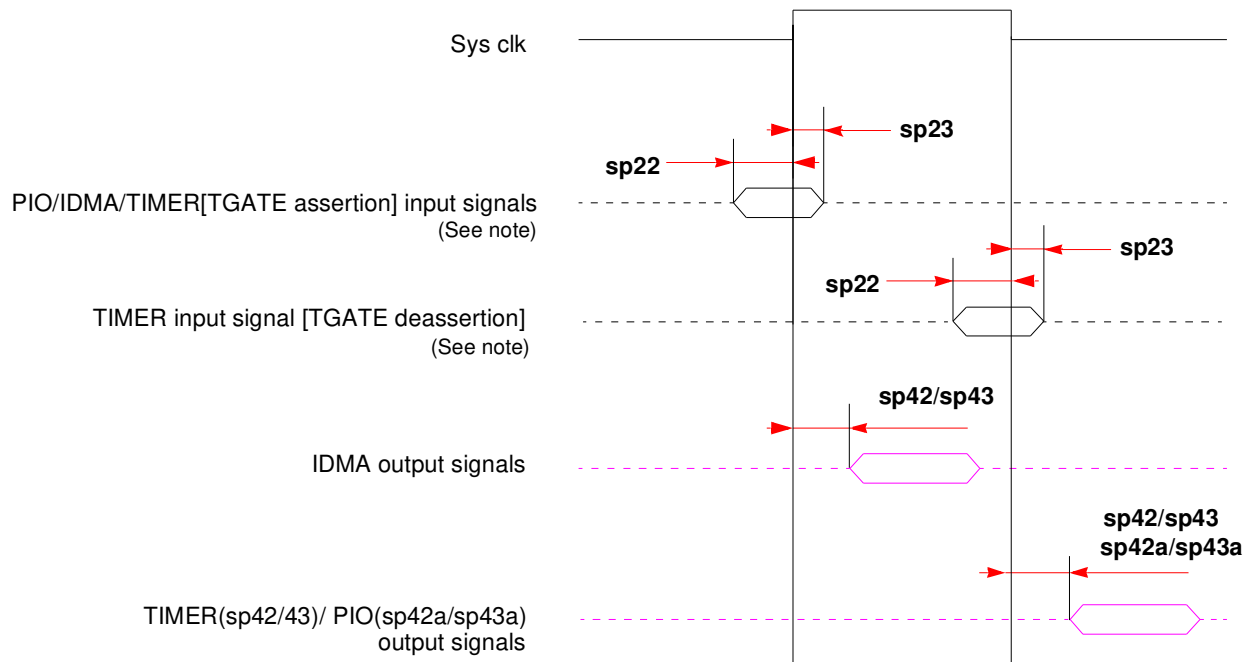 Sys clk
sp23
sp22
PIO/IDMA/TIMER[TGATE assertion] input signals
(See note)
sp23
sp22
TIMER input signal [TGATE deassertion]
(See note)
sp42/sp43
IDMA output signals
sp42/sp43
sp42a/sp43a
TIMER(sp42/43)/ PIO(sp42a/sp43a)
output signals